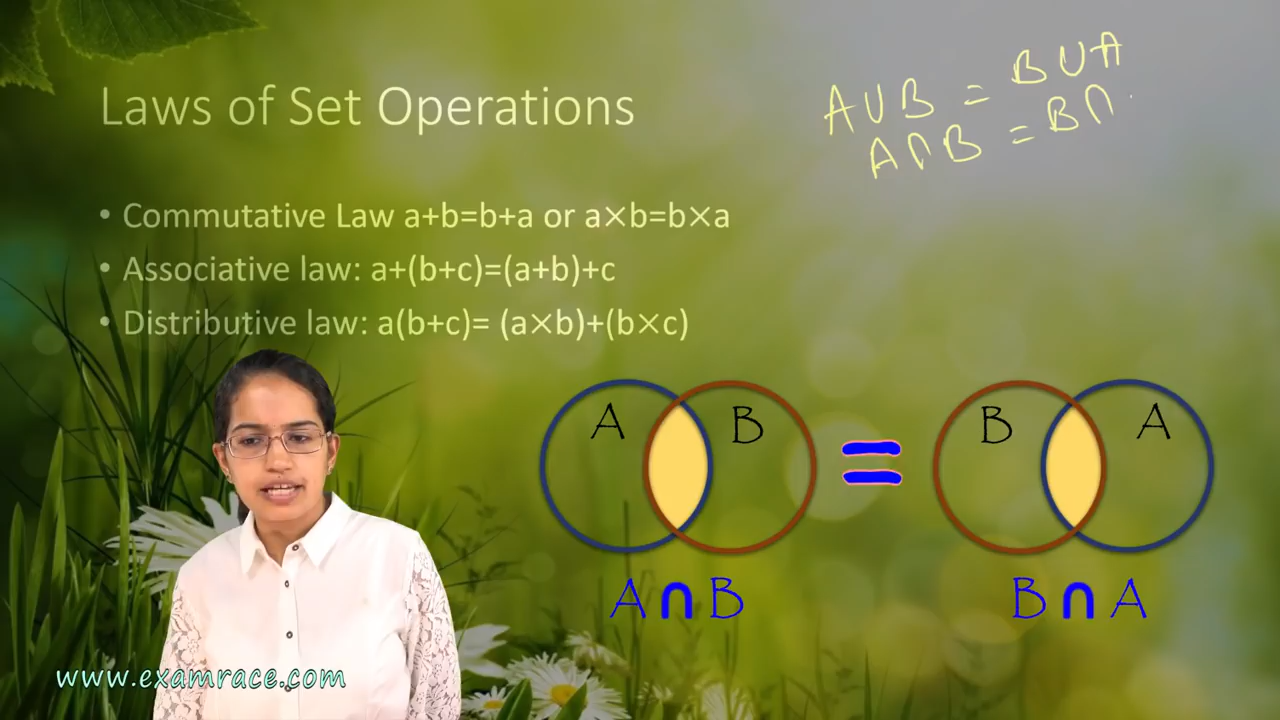 Laws of Set Operations
A∪B = B∪A
A∩B = B∩
• Commutative Law a+b=b+a or a×b=b×a
• Associative law: a+(b+c)=(a+b)+c
• Distributive law: a(b+c)= (a×b)+(b×c)
A B = B A
A∩B B∩A
www.examrace.com